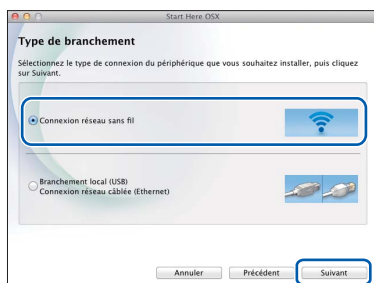 Start Here OSX
Type de branchement
Sélectionnez le type de connexion du périphérique que vous souhaitez installer, puis cliquez
sur Suivant.
Connexion réseau sans fil
Branchement local (USB)
Connexion réseau câblée (Ethernet)
Annuler Précédent Suivant